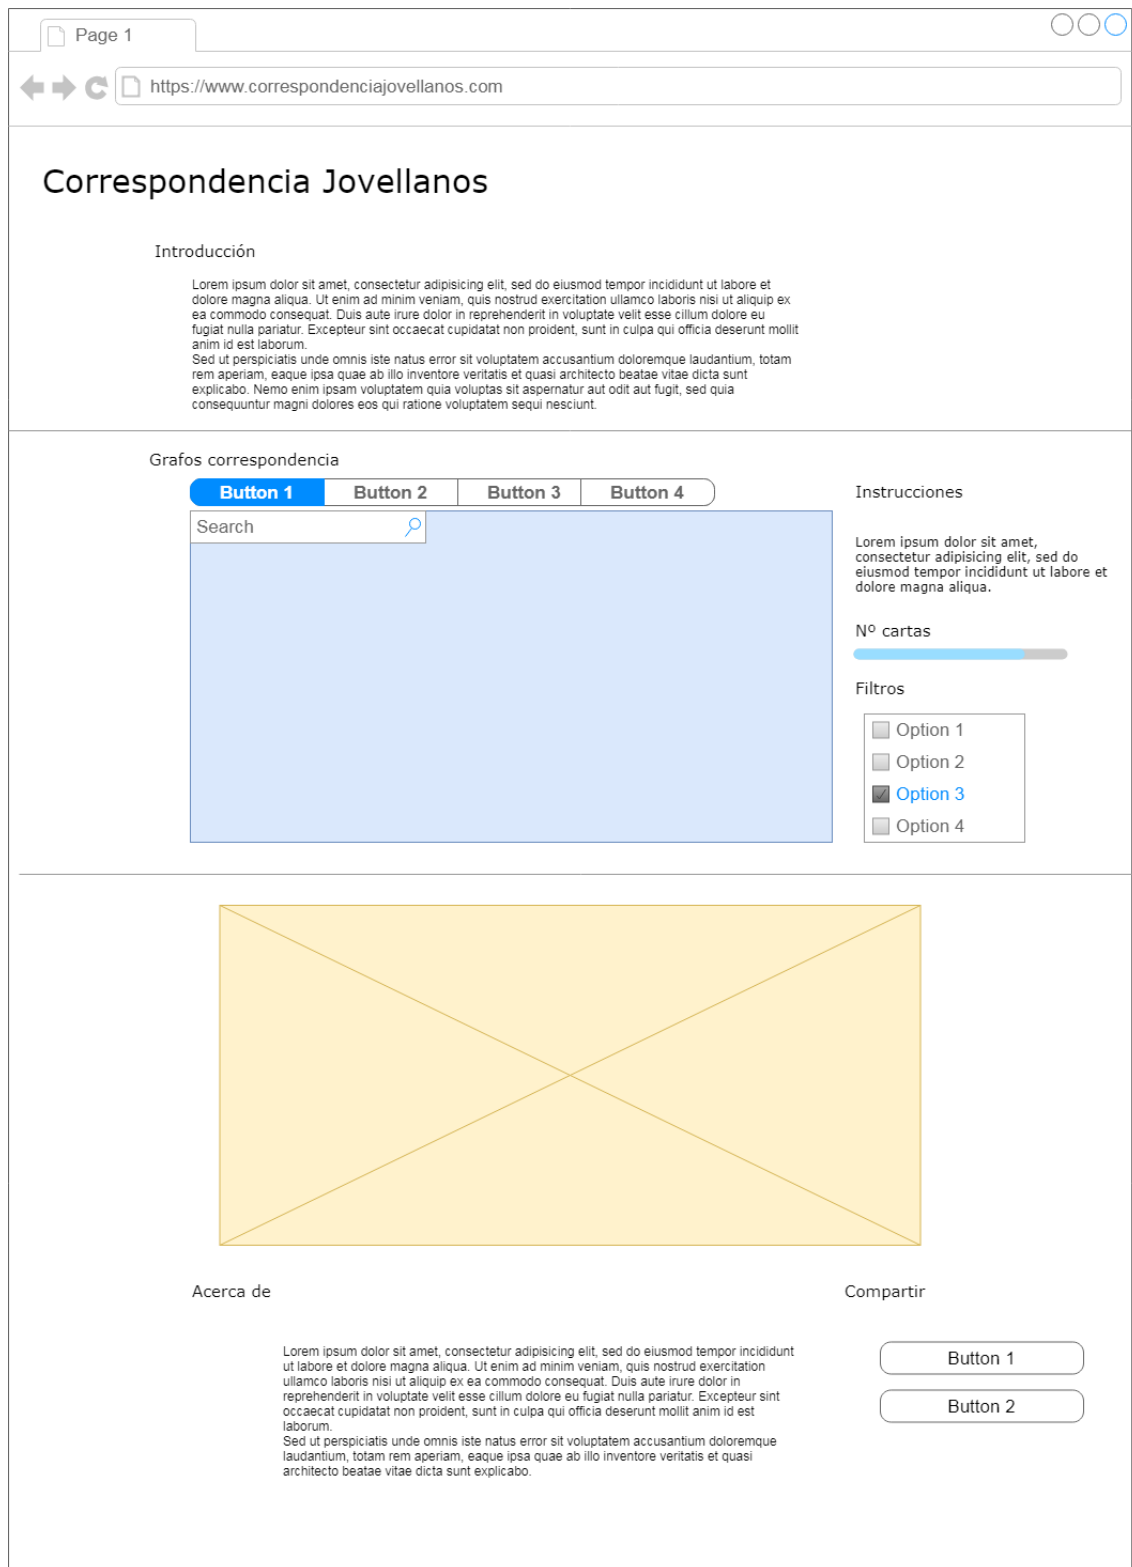 Page 1
https://www.correspondenciajovellanos.com
Correspondencia Jovellanos
Introducción
Lorem ipsum dolor sit amet, consectetur adipisicing elit, sed do eiusmod tempor incididunt ut labore et
dolore magna aliqua. Ut enim ad minim veniam, quis nostrud exercitation ullamco laboris nisi ut aliquip ex
ea commodo consequat. Duis aute irure dolor in reprehenderit in voluptate velit esse cillum dolore eu
fugiat nulla pariatur. Excepteur sint occaecat cupidatat non proident, sunt in culpa qui officia deserunt mollit
anim id est laborum.
Sed ut perspiciatis unde omnis iste natus error sit voluptatem accusantium doloremque laudantium, totam
rem aperiam, eaque ipsa quae ab illo inventore veritatis et quasi architecto beatae vitae dicta sunt
explicabo. Nemo enim ipsam voluptatem quia voluptas sit aspernatur aut odit aut fugit, sed quia
consequuntur magni dolores eos qui ratione voluptatem sequi nesciunt.
Grafos correspondencia
Button 1
Button 2
Button 3
Button 4
Search
Instrucciones
Lorem ipsum dolor sit amet,
consectetur adipisicing elit, sed do
eiusmod tempor incididunt ut labore et
dolore magna aliqua.
Nº cartas
Filtros
Option 1
Option 2
Option 3
Option 4
Acerca de
Lorem ipsum dolor sit amet, consectetur adipisicing elit, sed do eiusmod tempor incididunt
ut labore et dolore magna aliqua. Ut enim ad minim veniam, quis nostrud exercitation
ullamco laboris nisi ut aliquip ex ea commodo consequat. Duis aute irure dolor in
reprehenderit in voluptate velit esse cillum dolore eu fugiat nulla pariatur. Excepteur sint
occaecat cupidatat non proident, sunt in culpa qui officia deserunt mollit anim id est
laborum.
Sed ut perspiciatis unde omnis iste natus error sit voluptatem accusantium doloremque
laudantium, totam rem aperiam, eaque ipsa quae ab illo inventore veritatis et quasi
architecto beatae vitae dicta sunt explicabo.
Compartir
Button 1
Button 2